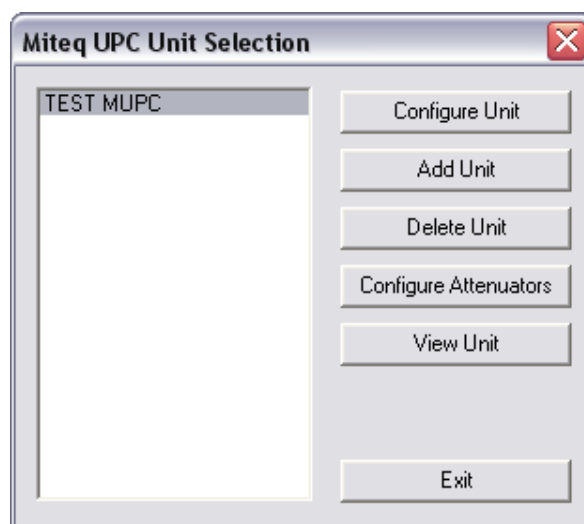 Miteq UPC Unit Selection
TEST MUPC
Configure Unit
Add Unit
Delete Unit
Configure Attenuators
View Unit
Exit